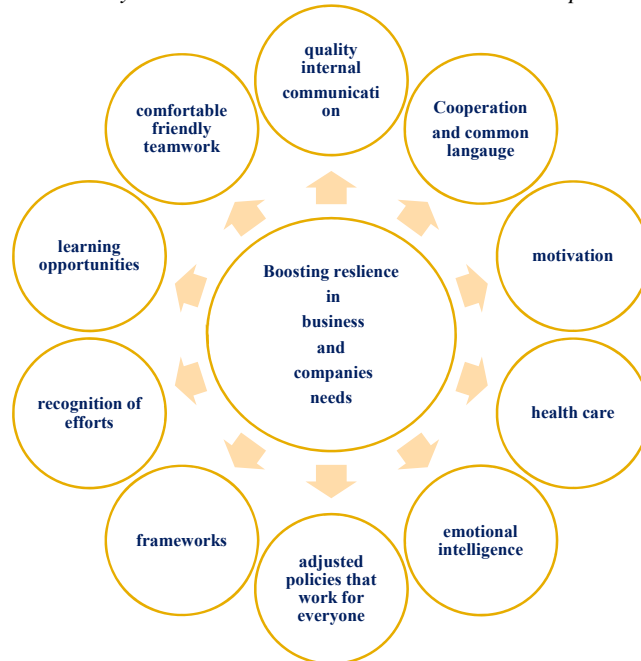 quality
internal
communicati
on
Cooperation
and common
langauge
motivation
health care
emotional
intelligence
adjusted
policies that
work for
everyone
frameworks
recognition of
efforts
learning
opportunities
comfortable
friendly
teamwork
Boosting reslience
in
business
and
companies
needs